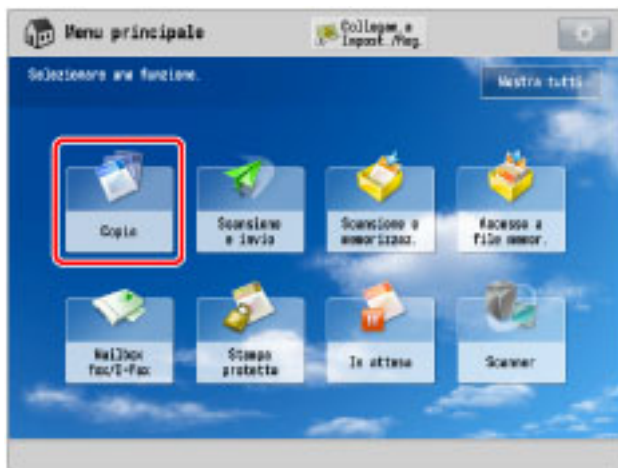 Menu principale
Collegam. a
Impost./Reg.
Selezionare una funzione.
Mostra tutti
Copia
Scansione
e invio
Scansione e
memorizzaz.
Accesso a
file memor.
Mailbox
fax/I-Fax
Stampa
protetta
In attesa
Scanner